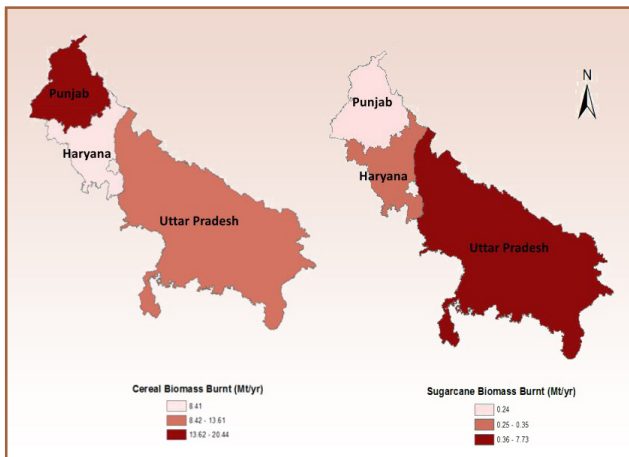 Punjab
Haryana
Uttar Pradesh
Cereal Biomass Burnt (Mt/yr)
8.41
8.42 - 13.61
13.62 - 20.44
N
Punjab
Haryana
Uttar Pradesh
Sugarcane Biomass Burnt (Mt/yr)
0.24
0.25 - 0.35
0.36 - 7.73